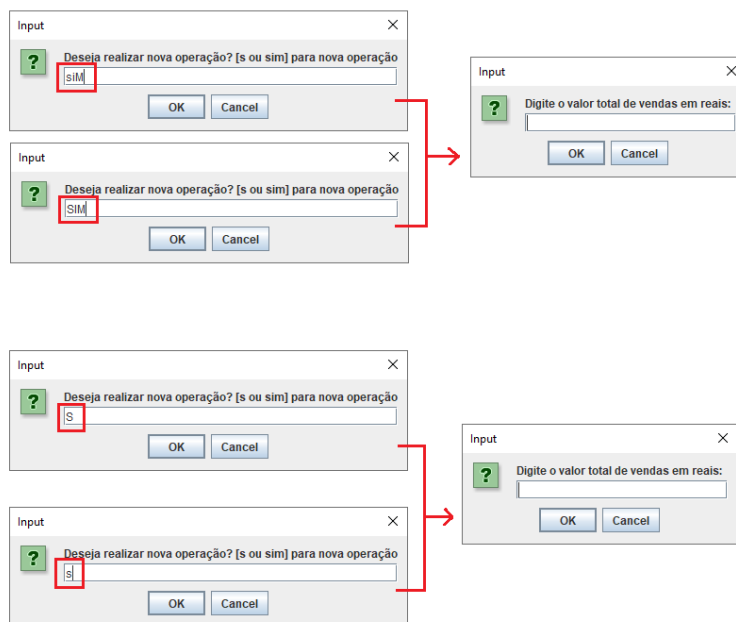 Input
Deseja realizar nova operação? [s ou sim] para nova operação
siM
OK Cancel
Input
Digite o valor total de vendas em reais:
OK Cancel
Input
Deseja realizar nova operação? [s ou sim] para nova operação
SIM
OK Cancel
Input
Deseja realizar nova operação? [s ou sim] para nova operação
S
OK Cancel
Input
Digite o valor total de vendas em reais:
OK Cancel
Input
Deseja realizar nova operação? [s ou sim] para nova operação
s
OK Cancel